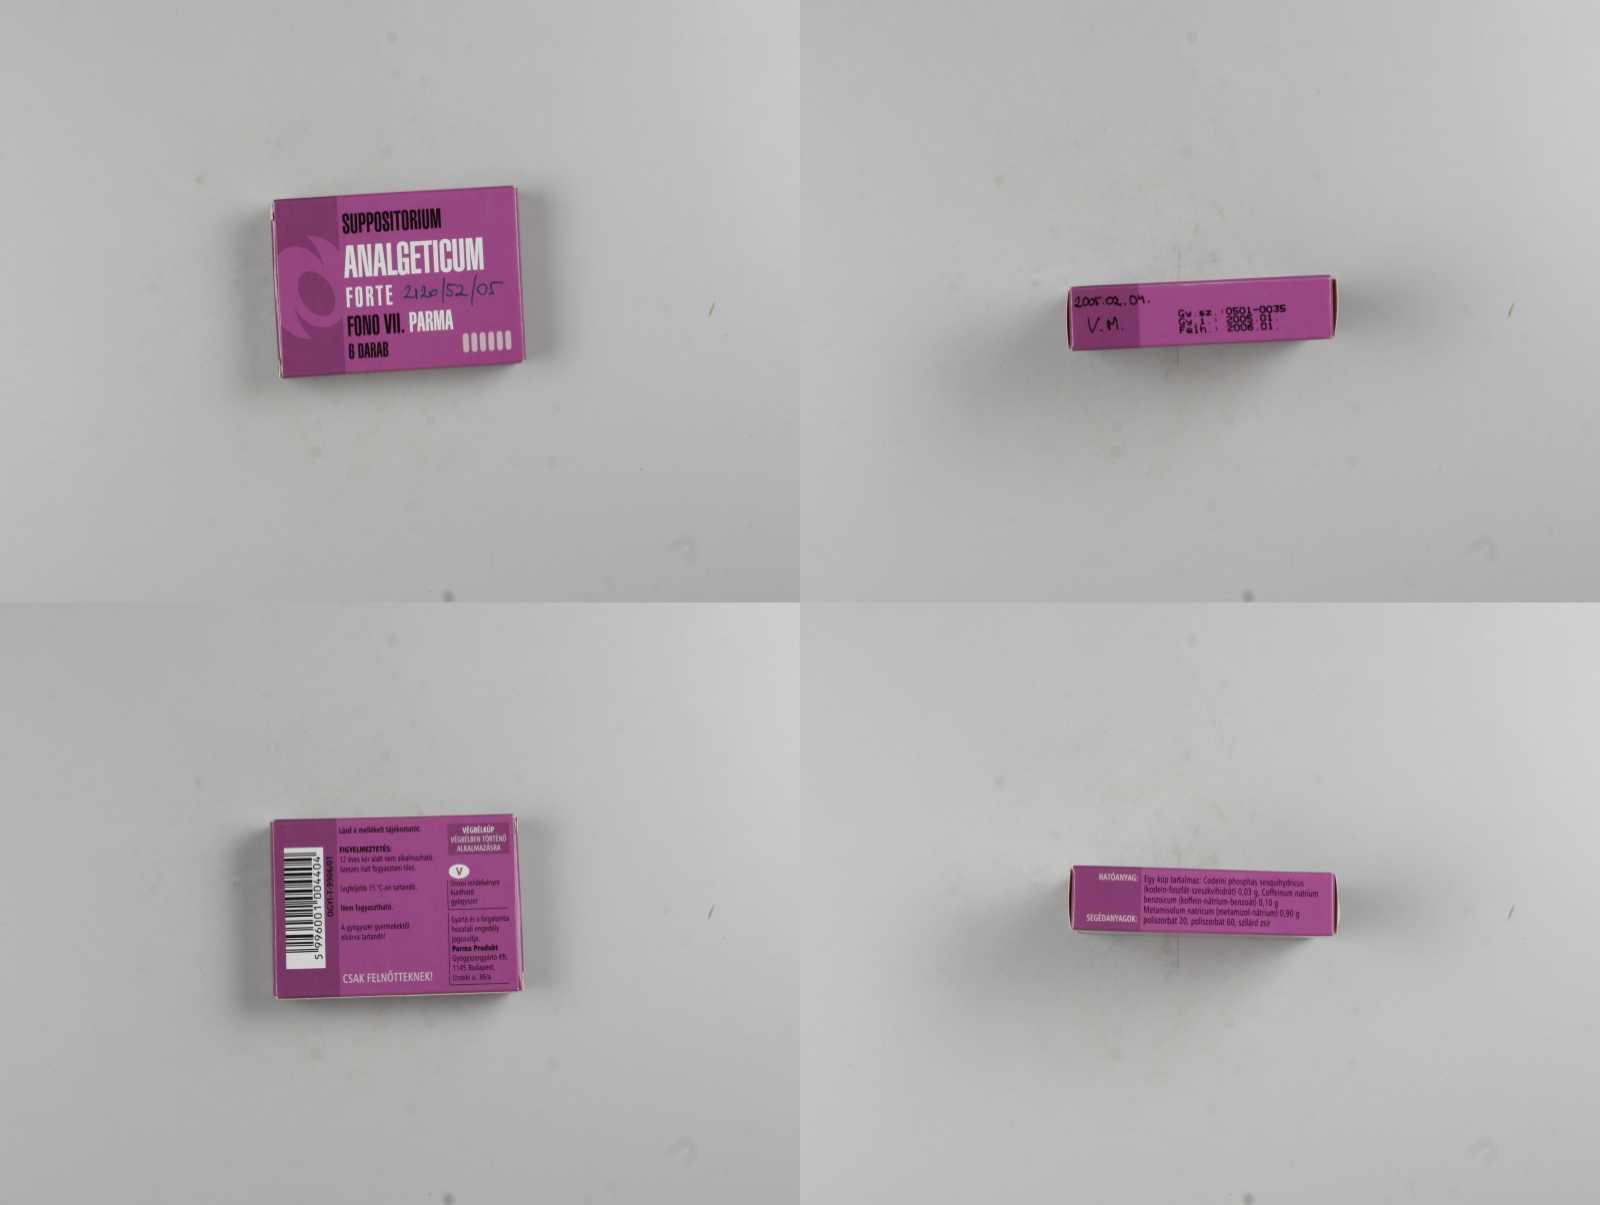 SUPPOSITORIUM
ANALGETICUM
FORTE 2120/52/05
FONO VII. PARMA
6 DARAB
2005.02.04.
V.M.
Gy.sz.:0501-0035
Gy.i.: 2005.01.
Felh.: 2006.01.
5 996001 004404
OGYI-T-9906/01
Lásd a mellékelt tájékoztatót.
FIGYELMEZTETÉS:
12 éves kor alatt nem alkalmazható.
Szeszes italt fogyasztani tilos.
Legfeljebb 15 °C-on tartandó.
Nem fagyasztható.
A gyógyszer gyermekektől
elzárva tartandó!
CSAK FELNŐTTEKNEK!
VÉGBÉLKÚP
VÉGBÉLBEN TÖRTÉNŐ
ALKALMAZÁSRA
V
Orvosi rendelvényre
kiadható
gyógyszer
Gyártó és a forgalomba
hozatali engedély
jogosultja:
Parma Produkt
Gyógyszergyártó Kft.
1145 Budapest,
Uzsoki u. 36/a
HATÓANYAG: Egy kúp tartalmaz: Codeini phosphas sesquihydricus
(kodein-foszfát-szeszkvihidrát) 0,03 g, Coffeinum natrium
benzoicum (koffein-nátrium-benzoát) 0,10 g
Metamisolum natricum (metamizol-nátrium) 0,90 g
SEGÉDANYAGOK: poliszorbát 20, poliszorbát 60, szilárd zsír